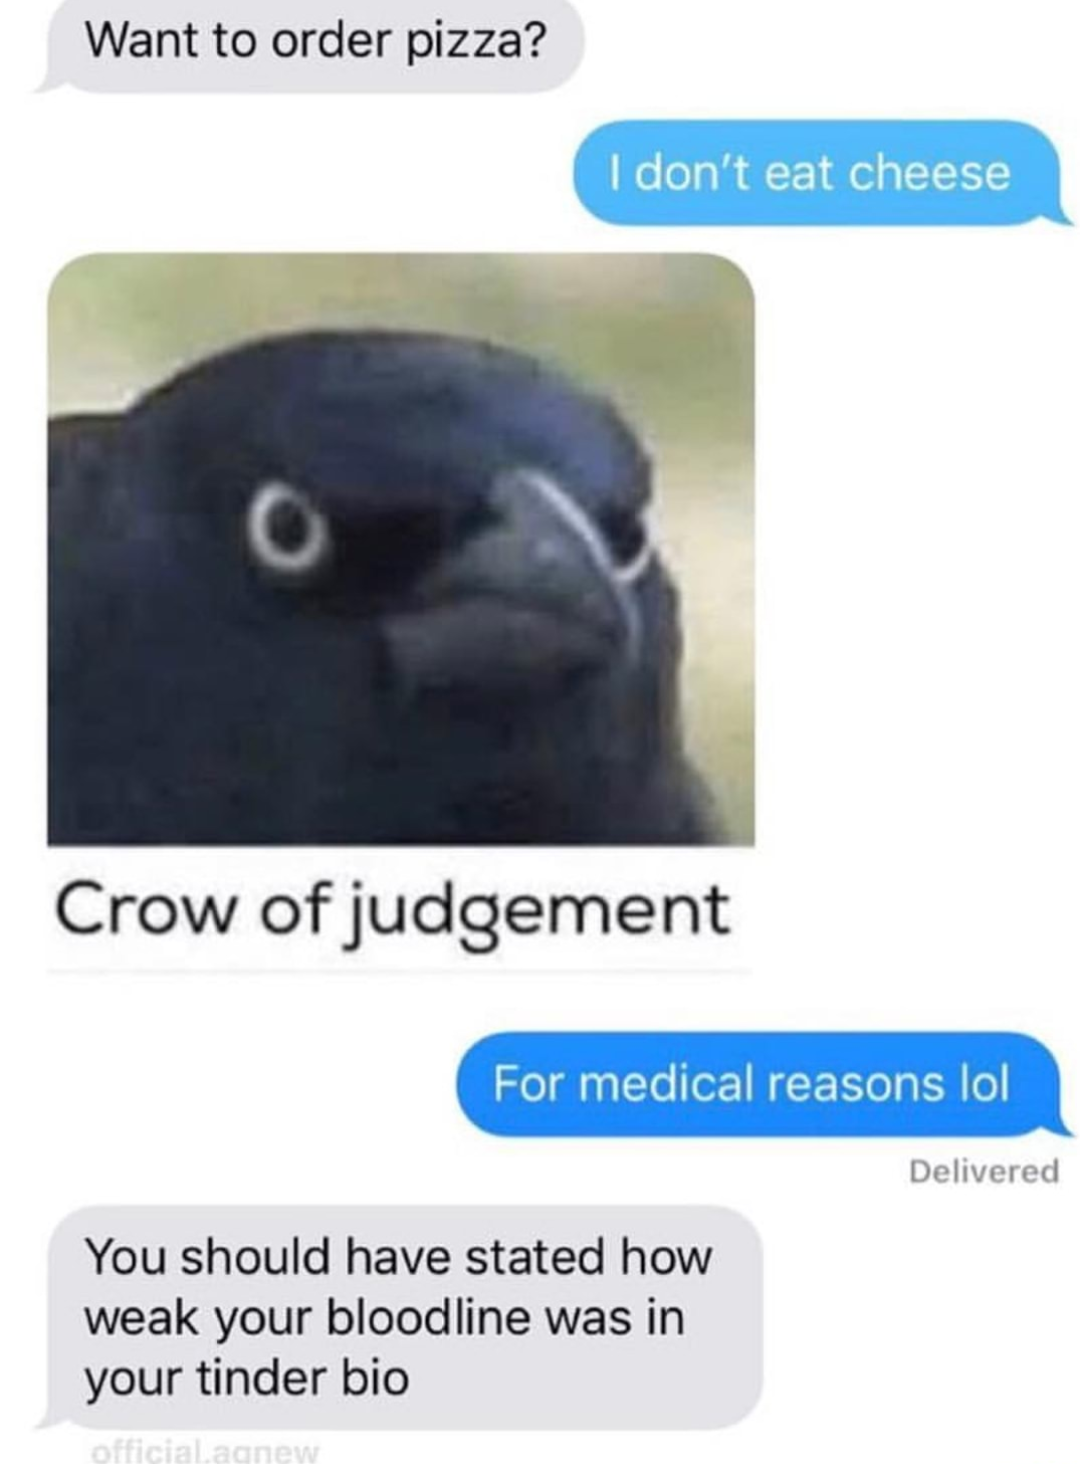 Want to order pizza?
I don't eat cheese
Crow of judgement
For medical reasons lol
Delivered
You should have stated how
weak your bloodline was in
your tinder bio
official.agnew